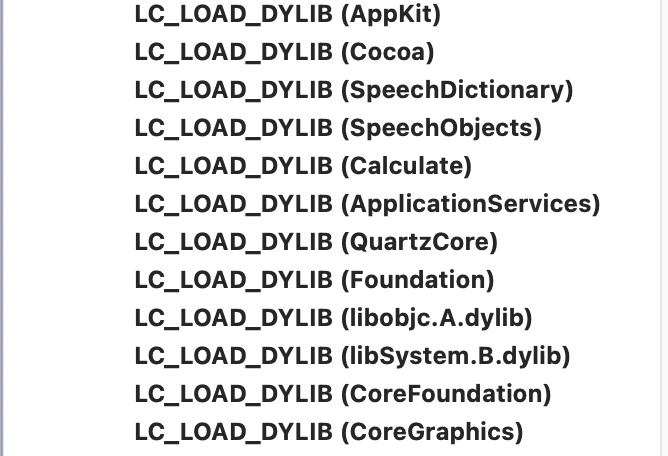 LC_LOAD_DYLIB (AppKit)
LC_LOAD_DYLIB (Cocoa)
LC_LOAD_DYLIB (SpeechDictionary)
LC_LOAD_DYLIB (SpeechObjects)
LC_LOAD_DYLIB (Calculate)
LC_LOAD_DYLIB (ApplicationServices)
LC_LOAD_DYLIB (QuartzCore)
LC_LOAD_DYLIB (Foundation)
LC_LOAD_DYLIB (libobjc.A.dylib)
LC_LOAD_DYLIB (libSystem.B.dylib)
LC_LOAD_DYLIB (CoreFoundation)
LC_LOAD_DYLIB (CoreGraphics)